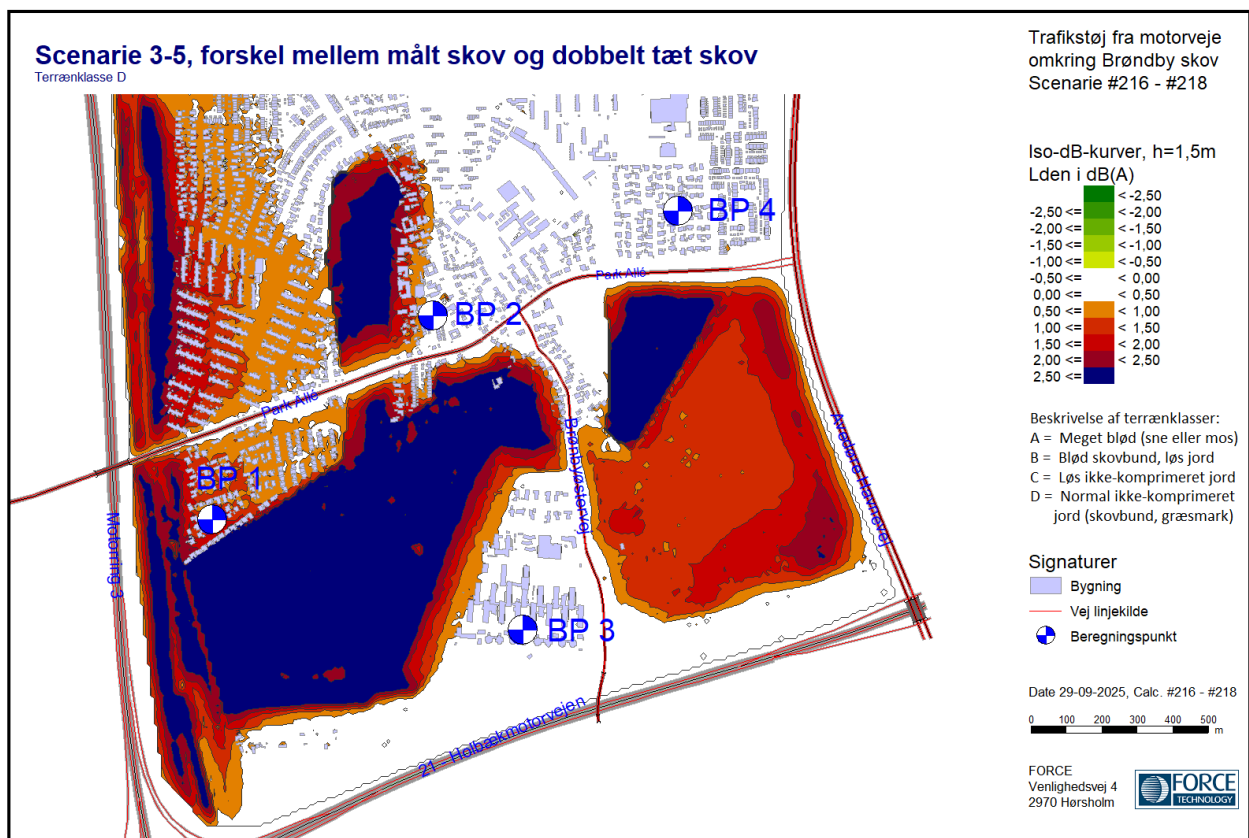 Scenarie 3-5, forskel mellem målt skov og dobbelt tæt skov
Terrænklasse D
BP 4
Park Allé
BP 2
Park Allé
BP 1
Brønbyøstervej
Avedøre Havnevej
Motorring 3
BP 3
21 - Holbækmotorvejen
Trafikstøj fra motorveje
omkring Brøndby skov
Scenarie #216 - #218
Iso-dB-kurver, h=1,5m
Lden i dB(A)
< -2,50
-2,50 <= < -2,00
-2,00 <= < -1,50
-1,50 <= < -1,00
-1,00 <= < -0,50
-0,50 <= < 0,00
0,00 <= < 0,50
0,50 <= < 1,00
1,00 <= < 1,50
1,50 <= < 2,00
2,00 <= < 2,50
2,50 <=
Beskrivelse af terrænklasser:
A = Meget blød (sne eller mos)
B = Blød skovbund, løs jord
C = Løs ikke-komprimeret jord
D = Normal ikke-komprimeret
jord (skovbund, græsmark)
Signaturer
Bygning
Vej linjekilde
Beregningspunkt
Date 29-09-2025, Calc. #216 - #218
0 100 200 300 400 500
m
FORCE
Venlighedsvej 4
2970 Hørsholm
FORCE
TECHNOLOGY